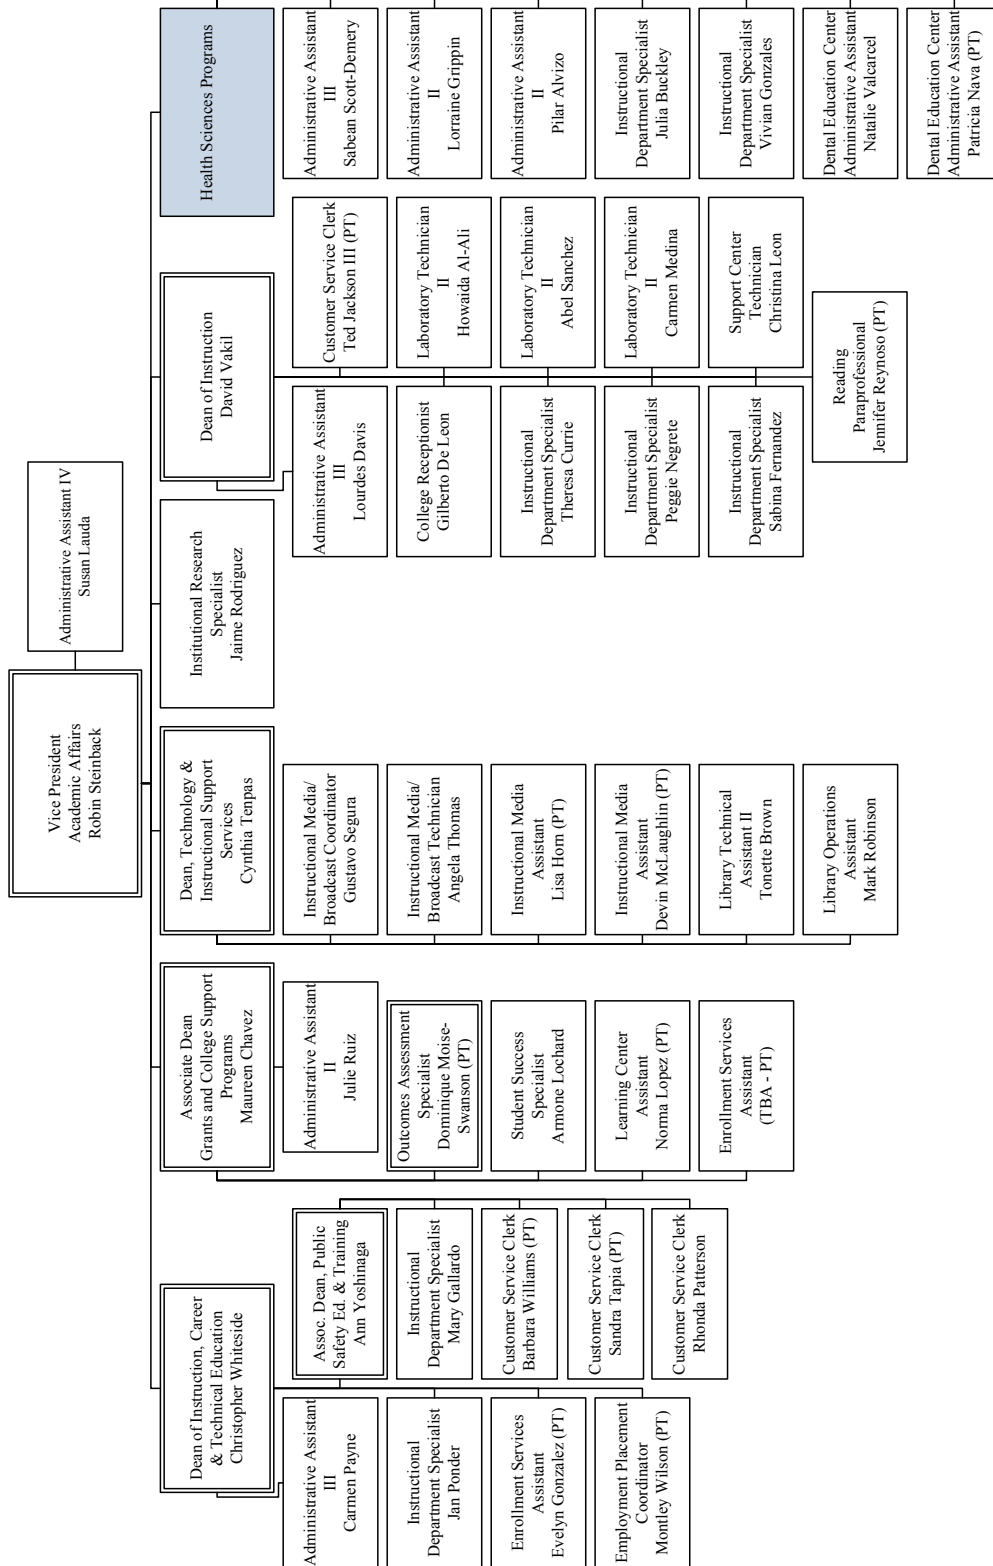 Vice President
Academic Affairs
Robin Steinback
Administrative Assistant IV
Susan Lauda
Dean of Instruction, Career
& Technical Education
Christopher Whiteside
Administrative Assistant
III
Carmen Payne
Instructional
Department Specialist
Jan Ponder
Enrollment Services
Assistant
Evelyn Gonzalez (PT)
Employment Placement
Coordinator
Montley Wilson (PT)
Assoc. Dean, Public
Safety Ed. & Training
Ann Yoshinaga
Instructional
Department Specialist
Mary Gallardo
Customer Service Clerk
Barbara Williams (PT)
Customer Service Clerk
Sandra Tapia (PT)
Customer Service Clerk
Rhonda Patterson
Associate Dean
Grants and College Support
Programs
Maureen Chavez
Administrative Assistant
II
Julie Ruiz
Outcomes Assessment
Specialist
Dominique Moise-
Swanson (PT)
Student Success
Specialist
Armone Lochard
Learning Center
Assistant
Norma Lopez (PT)
Enrollment Services
Assistant
(TBA - PT)
Dean, Technology &
Instructional Support
Services
Cynthia Tenpas
Instructional Media/
Broadcast Coordinator
Gustavo Segura
Instructional Media/
Broadcast Technician
Angela Thomas
Instructional Media
Assistant
Lisa Horn (PT)
Instructional Media
Assistant
Devin McLaughlin (PT)
Library Technical
Assistant II
Tonette Brown
Library Operations
Assistant
Mark Robinson
Institutional Research
Specialist
Jaime Rodriguez
Dean of Instruction
David Vakil
Administrative Assistant
III
Lourdes Davis
College Receptionist
Gilberto De Leon
Instructional
Department Specialist
Theresa Currie
Instructional
Department Specialist
Peggie Negrete
Instructional
Department Specialist
Sabina Fernandez
Customer Service Clerk
Ted Jackson III (PT)
Laboratory Technician
II
Howaida Al-Ali
Laboratory Technician
II
Abel Sanchez
Laboratory Technician
II
Carmen Medina
Support Center
Technician
Christina Leon
Reading
Paraprofessional
Jennifer Reynoso (PT)
Health Sciences Programs
Administrative Assistant
III
Sabean Scott-Demery
Administrative Assistant
II
Lorraine Grippin
Administrative Assistant
II
Pilar Alvizo
Instructional
Department Specialist
Julia Buckley
Instructional
Department Specialist
Vivian Gonzales
Dental Education Center
Administrative Assistant
Natalie Valcarcel
Dental Education Center
Administrative Assistant
Patricia Nava (PT)